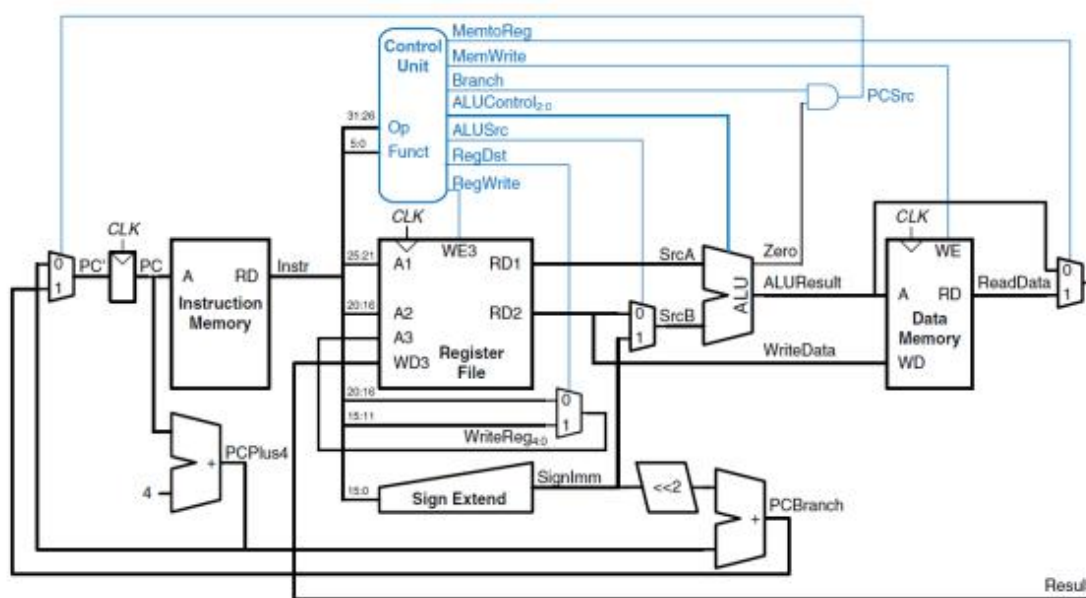 MemtoReg
Control
Unit
MemWrite
Branch
ALUControl2:0
PCSrc
31:26
Op
ALUSrc
5:0
Funct
RegDst
RegWrite
CLK
CLK
CLK
0
1
PC'
PC
A
RD
Instr
Instruction
Memory
25:21
A1
WE3
RD1
SrcA
Zero
WE
0
1
20:16
A2
RD2
0
1
SrcB
ALU
ALUResult
A
RD
ReadData
A3
Data
Memory
WD3
Register
File
WriteData
WD
20:16
0
15:11
1
WriteReg4:0
PCPlus4
+
4
15:0
Sign Extend
SignImm
<<2
+
PCBranch
Resul